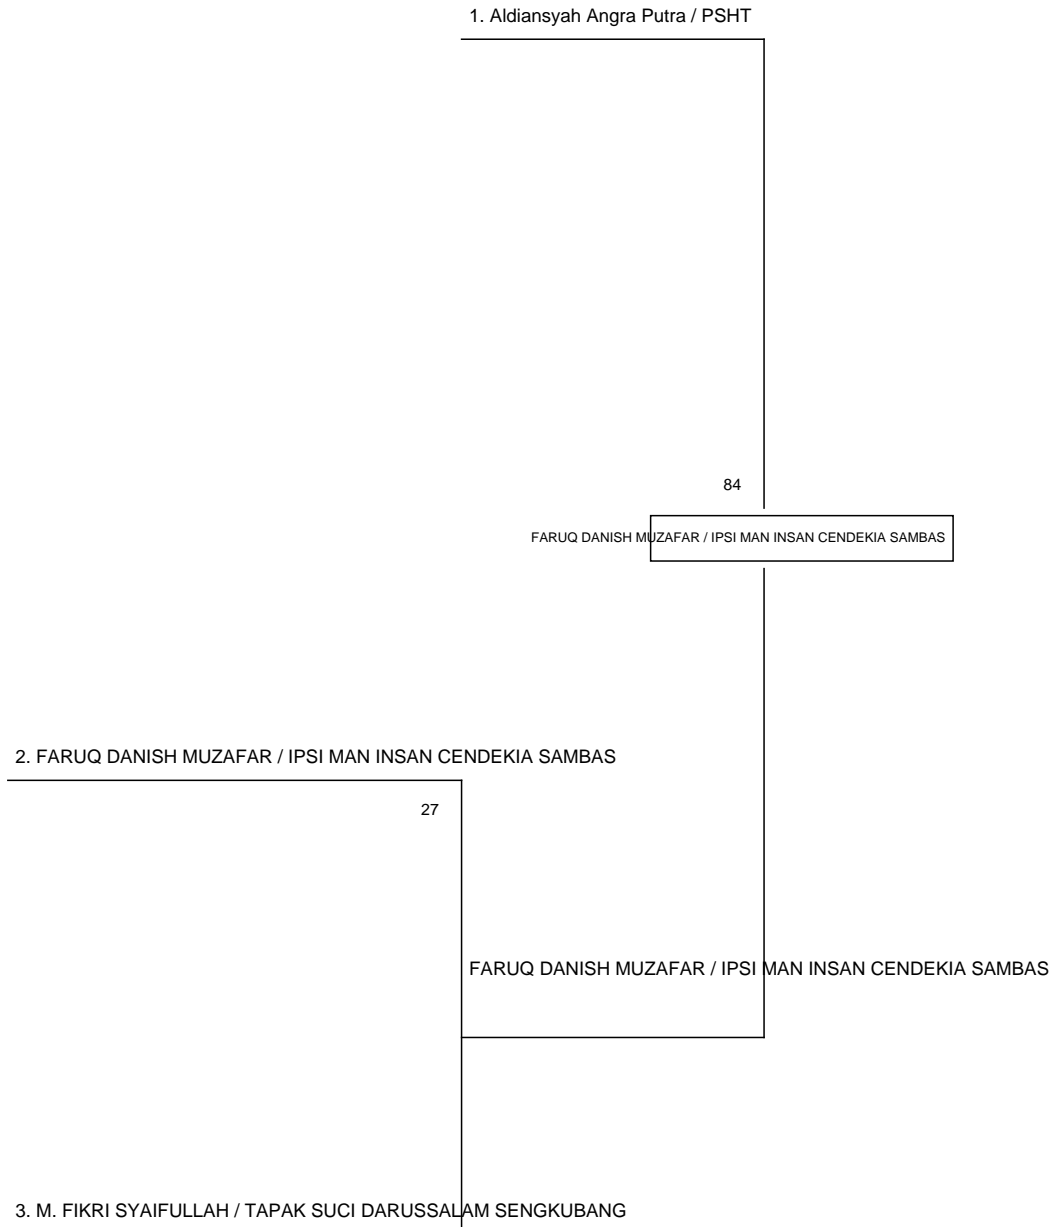 1. Aldiansyah Angra Putra / PSHT
84
FARUQ DANISH MUZAFAR / IPSI MAN INSAN CENDEKIA SAMBAS
2. FARUQ DANISH MUZAFAR / IPSI MAN INSAN CENDEKIA SAMBAS
27
FARUQ DANISH MUZAFAR / IPSI MAN INSAN CENDEKIA SAMBAS
3. M. FIKRI SYAIFULLAH / TAPAK SUCI DARUSSALAM SENGKUBANG